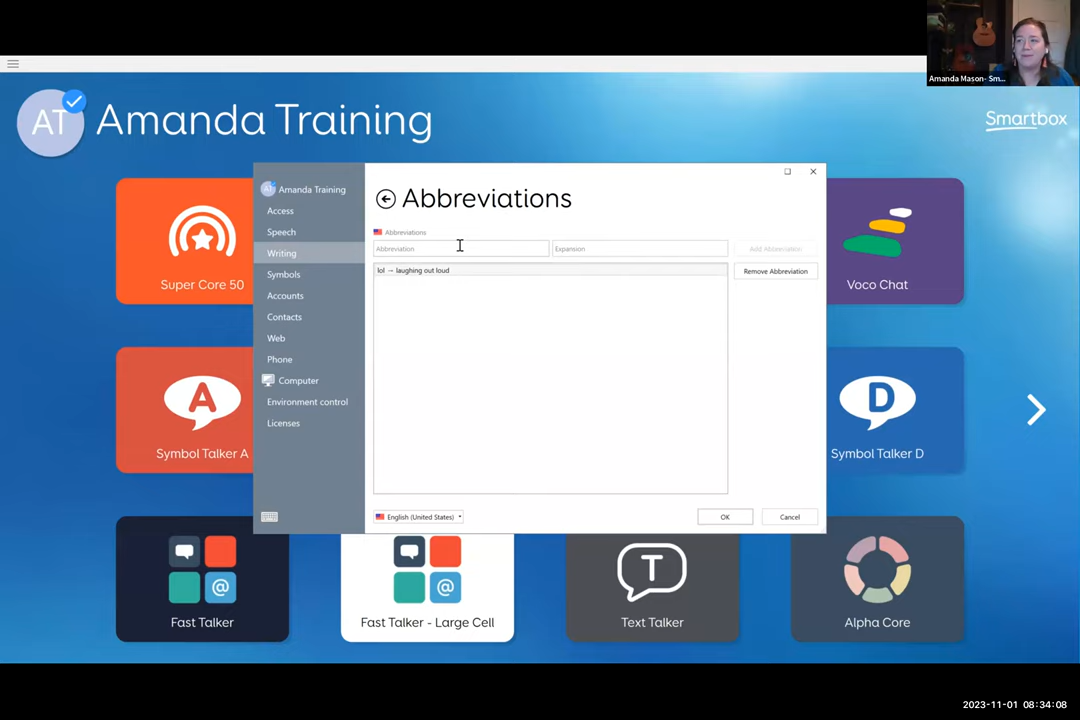 Amanda Mason- Sm...
AT
Amanda Training
Smartbox
Super Core 50
Voco Chat
A
Symbol Talker A
D
Symbol Talker D
@
Fast Talker
@
Fast Talker - Large Cell
T
Text Talker
Alpha Core
AT
Amanda Training
Access
Speech
Writing
Symbols
Accounts
Contacts
Web
Phone
Computer
Environment control
Licenses
Abbreviations
Abbreviations
Abbreviation
Expansion
Add Abbreviation
lol → laughing out loud
Remove Abbreviation
English (United States)
OK
Cancel
2023-11-01 08:34:08